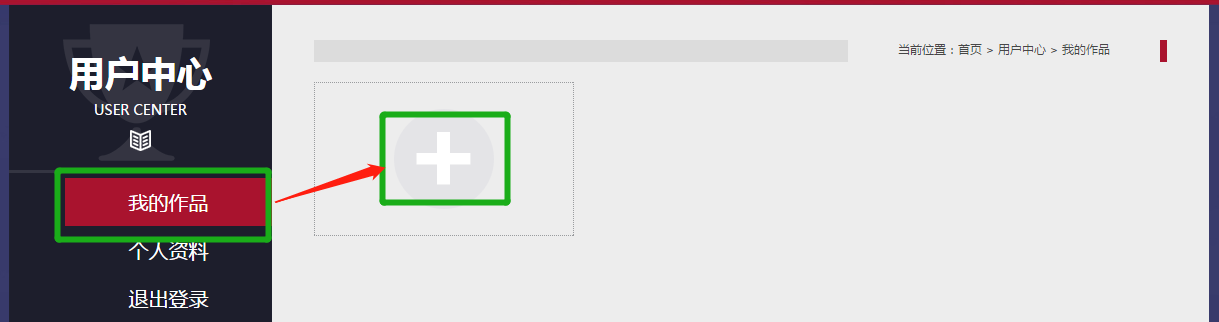 用户中心
USER CENTER
我的作品
个人资料
退出登录
当前位置：首页 > 用户中心 > 我的作品